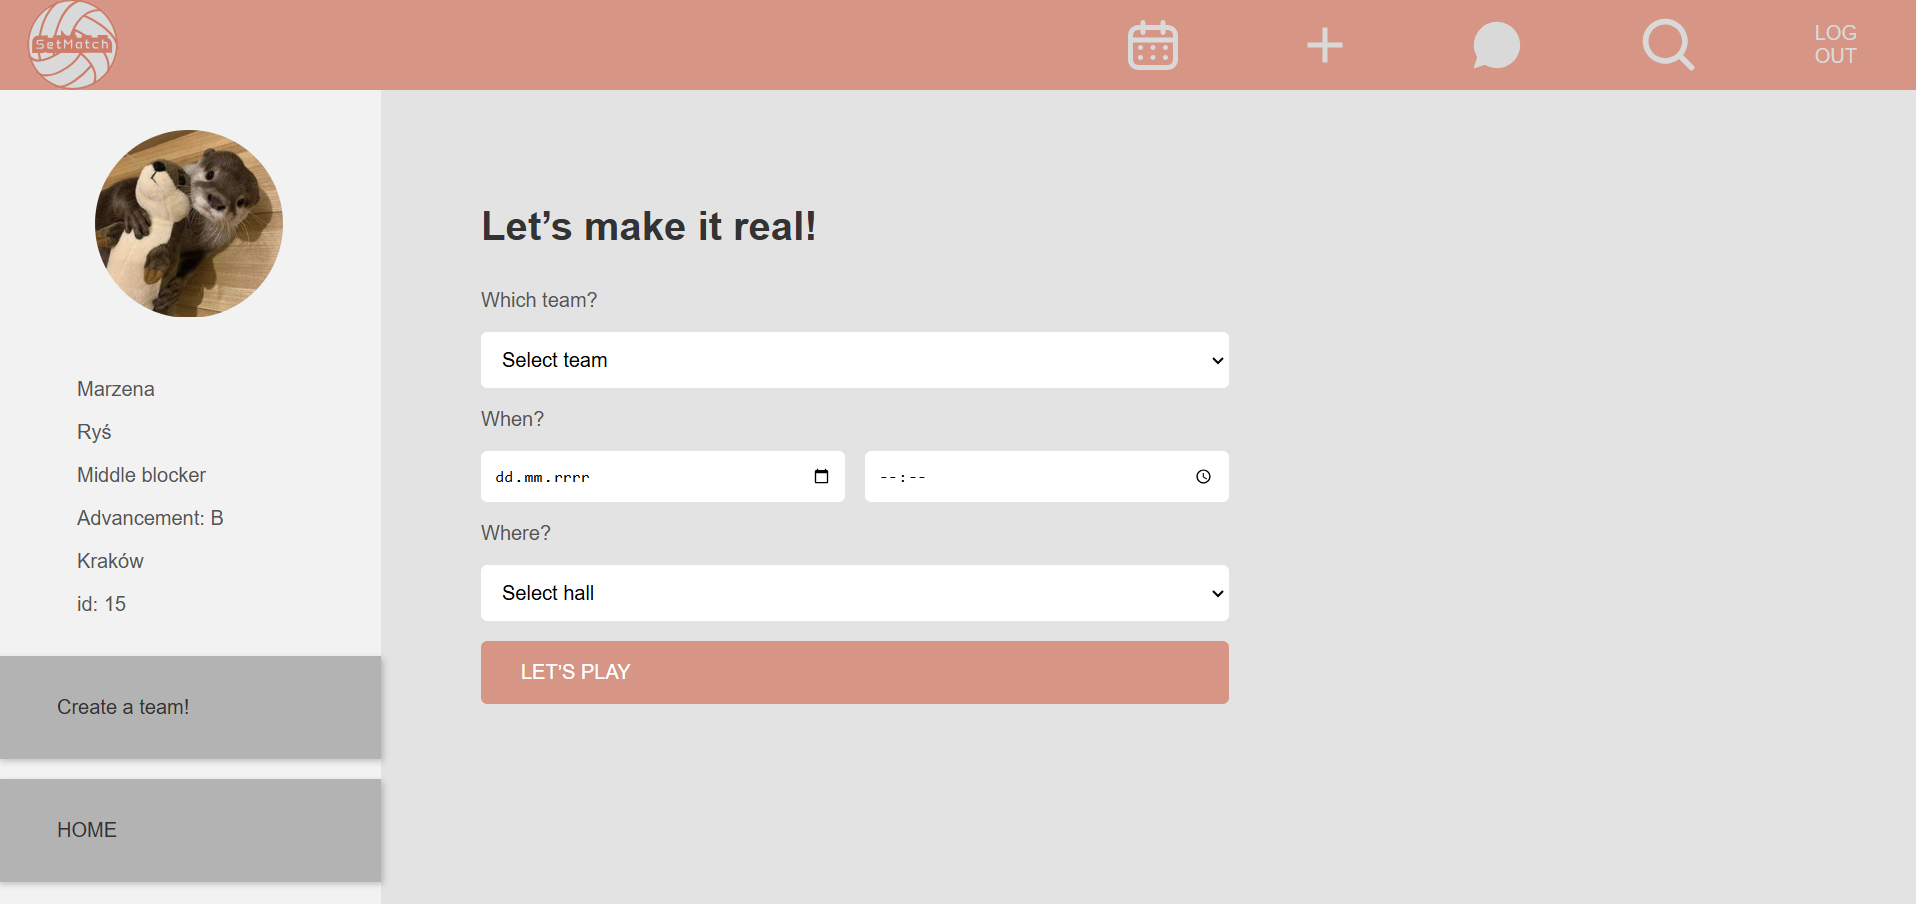 SetMatch
LOG
OUT
Marzena
Ryś
Middle blocker
Advancement: B
Kraków
id: 15
Create a team!
HOME
Let’s make it real!
Which team?
Select team
When?
dd.mm.rrrr
--:--
Where?
Select hall
LET'S PLAY